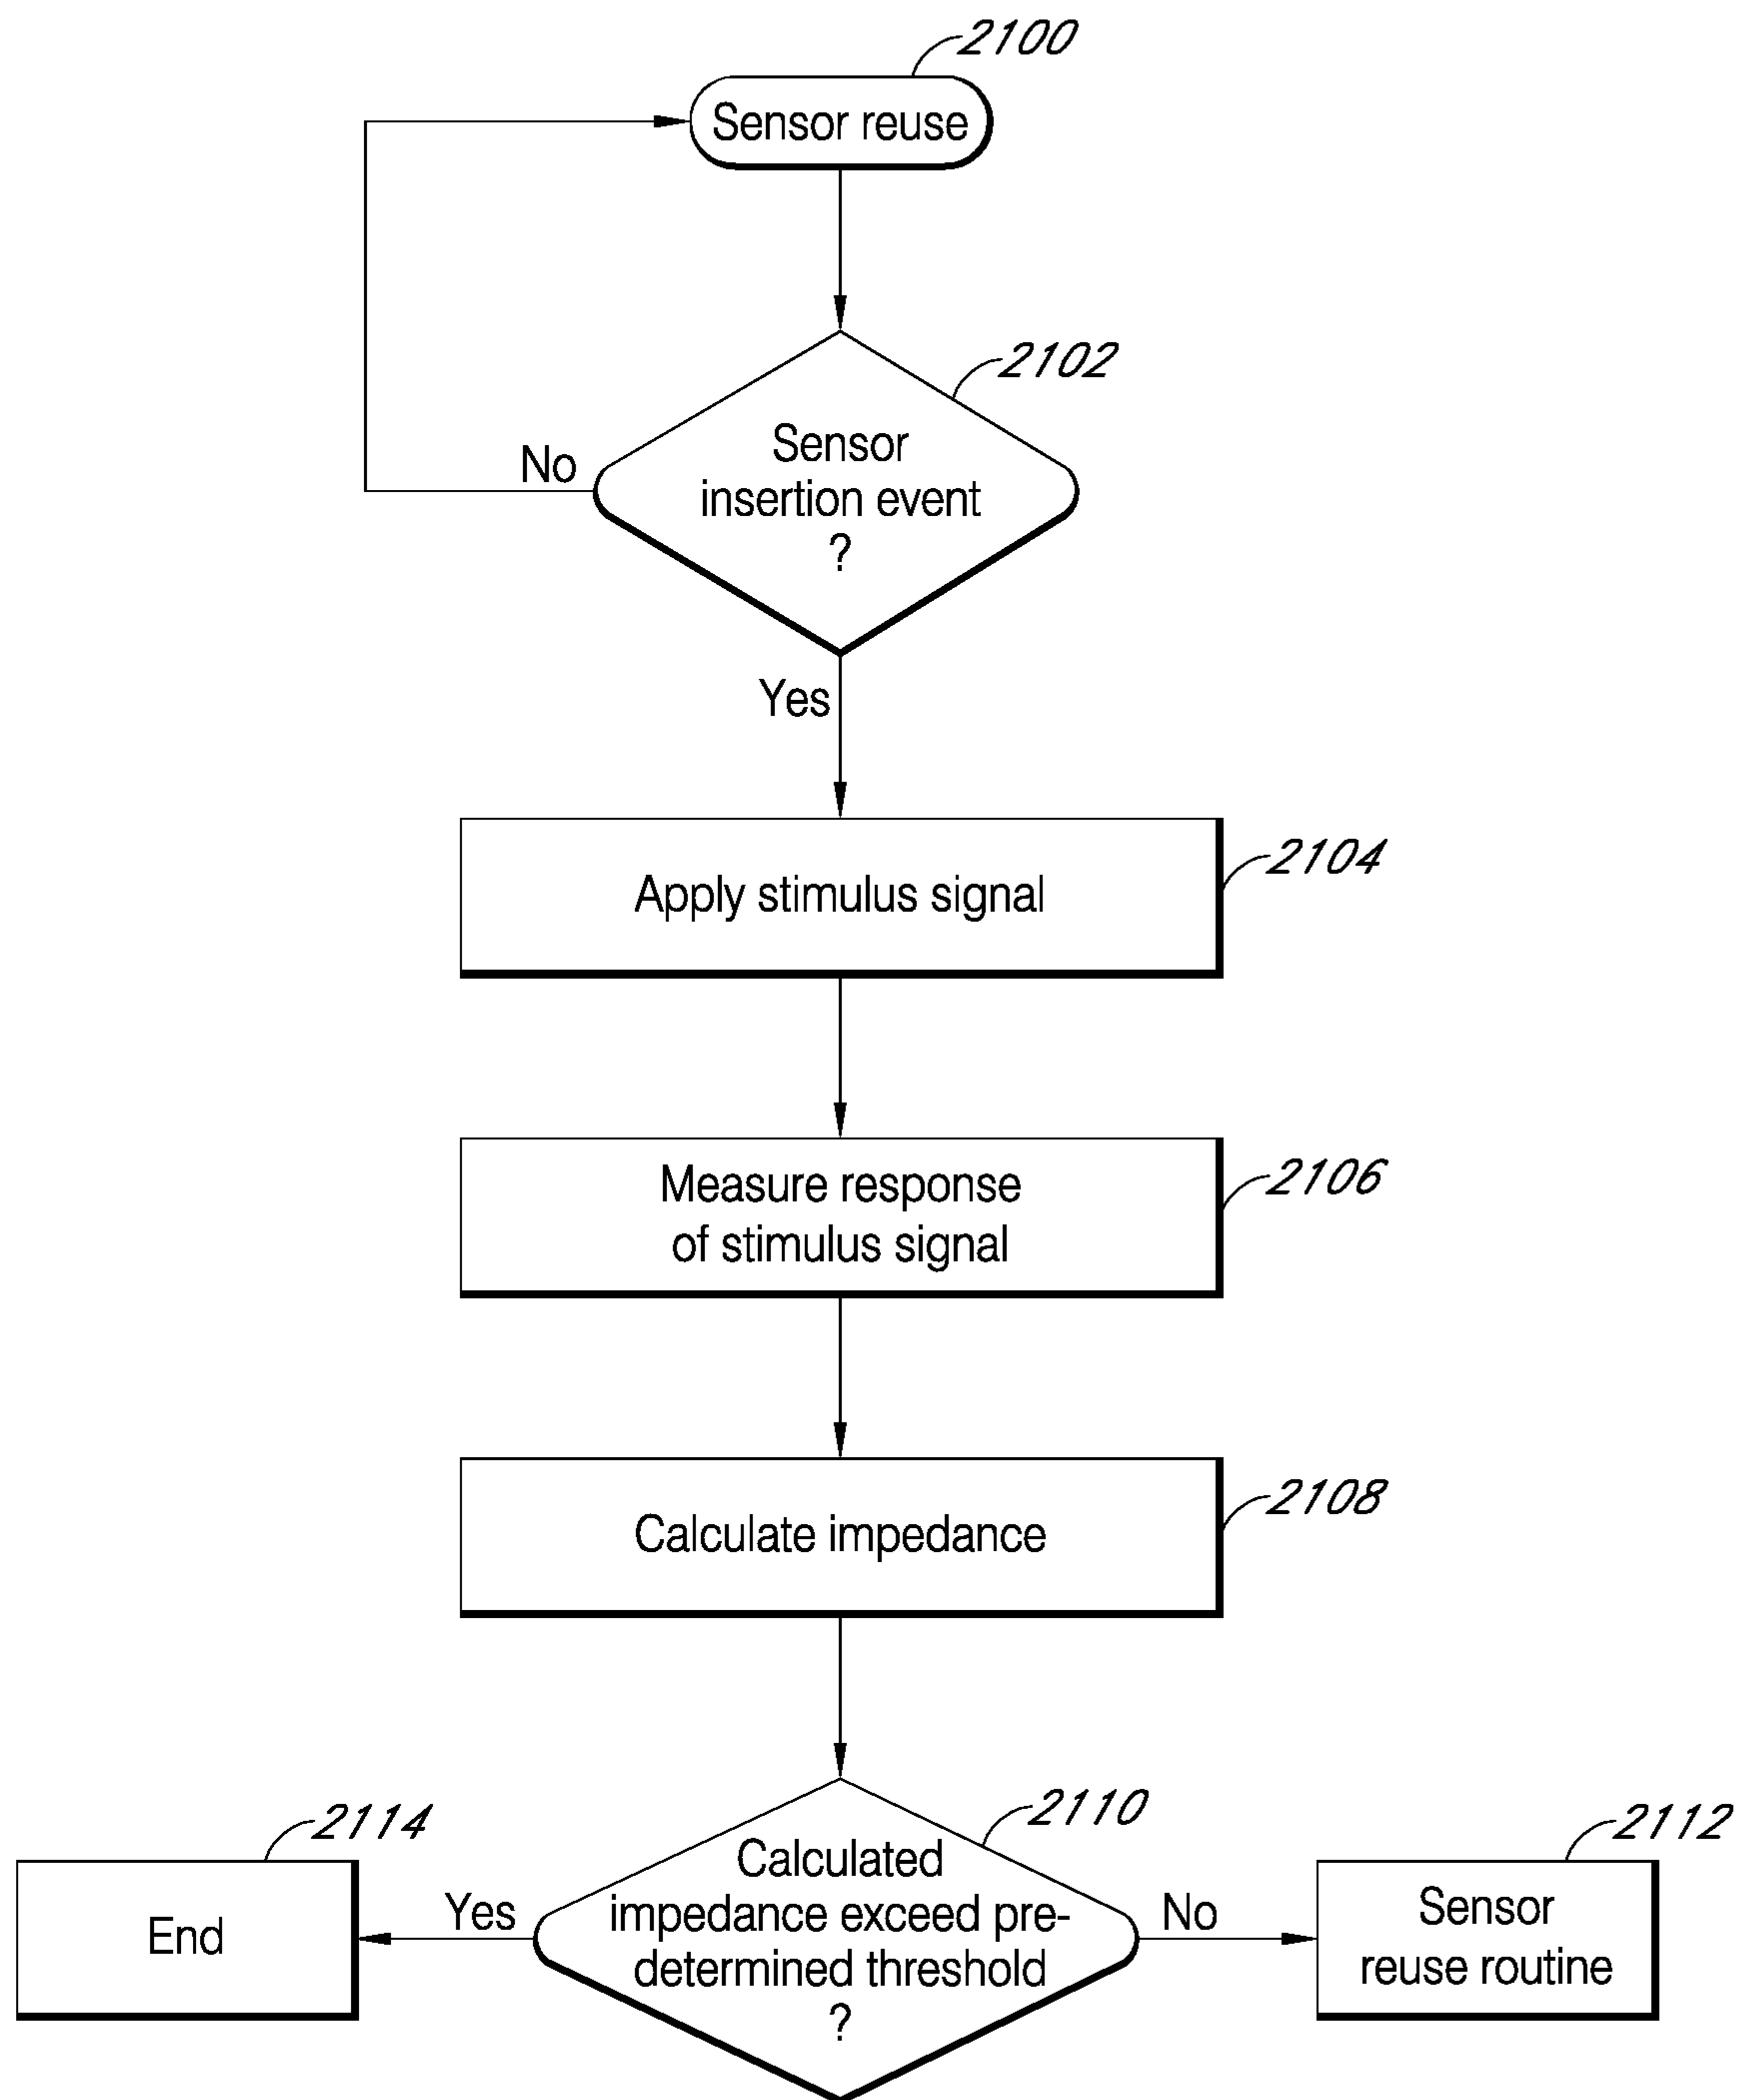 2100
Sensor reuse
2102
Sensor
insertion event
?
No
Yes
2104
Apply stimulus signal
2106
Measure response
of stimulus signal
2108
Calculate impedance
2110
Calculated
impedance exceed pre-
determined threshold
?
Yes
No
2114
End
2112
Sensor
reuse routine